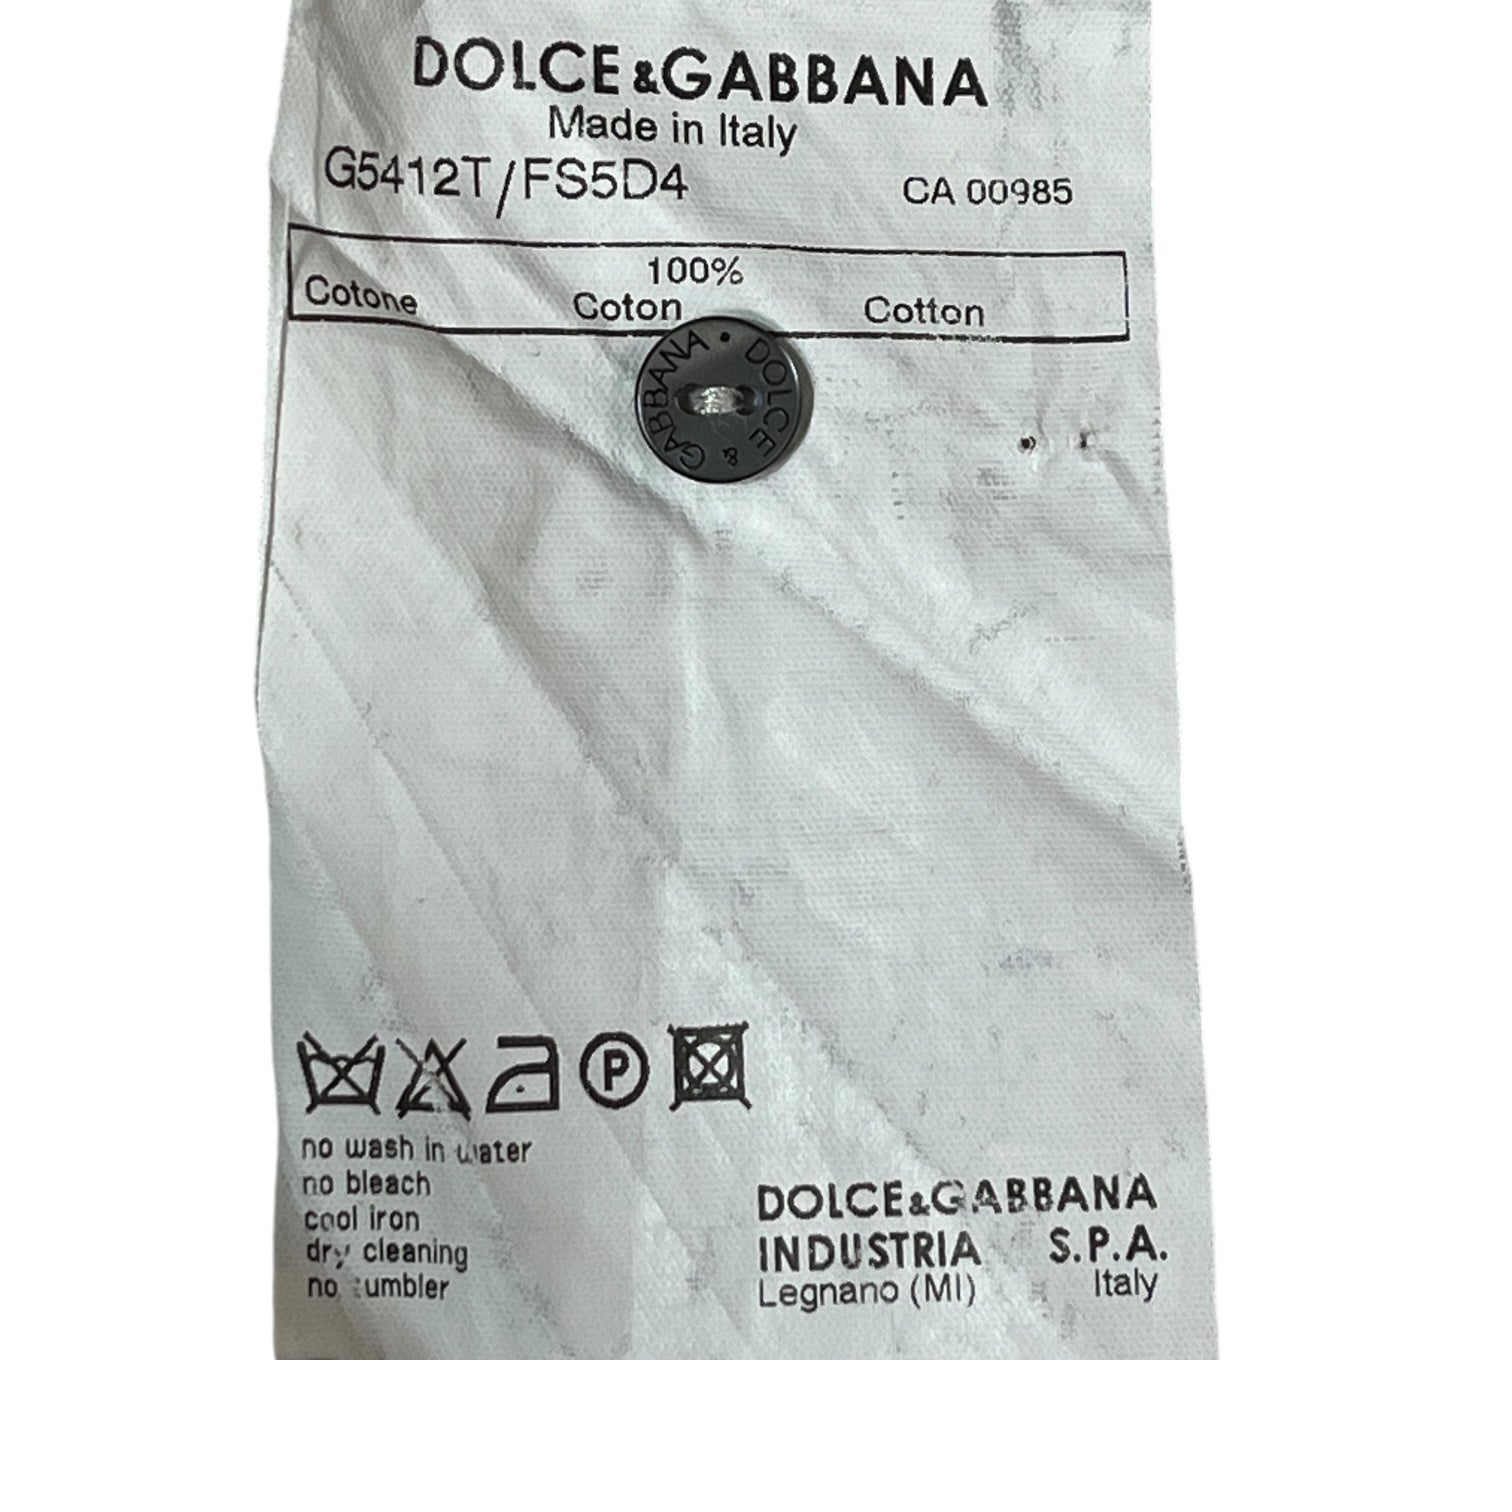 DOLCE&GABBANA
Made in Italy
G5412T/FS5D4 CA 00985
100%
Cotone Coton Cotton
DOLCE & GABBANA •
P
no wash in water
no bleach
cool iron
dry cleaning
no tumbler
DOLCE&GABBANA
INDUSTRIA S.P.A.
Legnano (MI) Italy